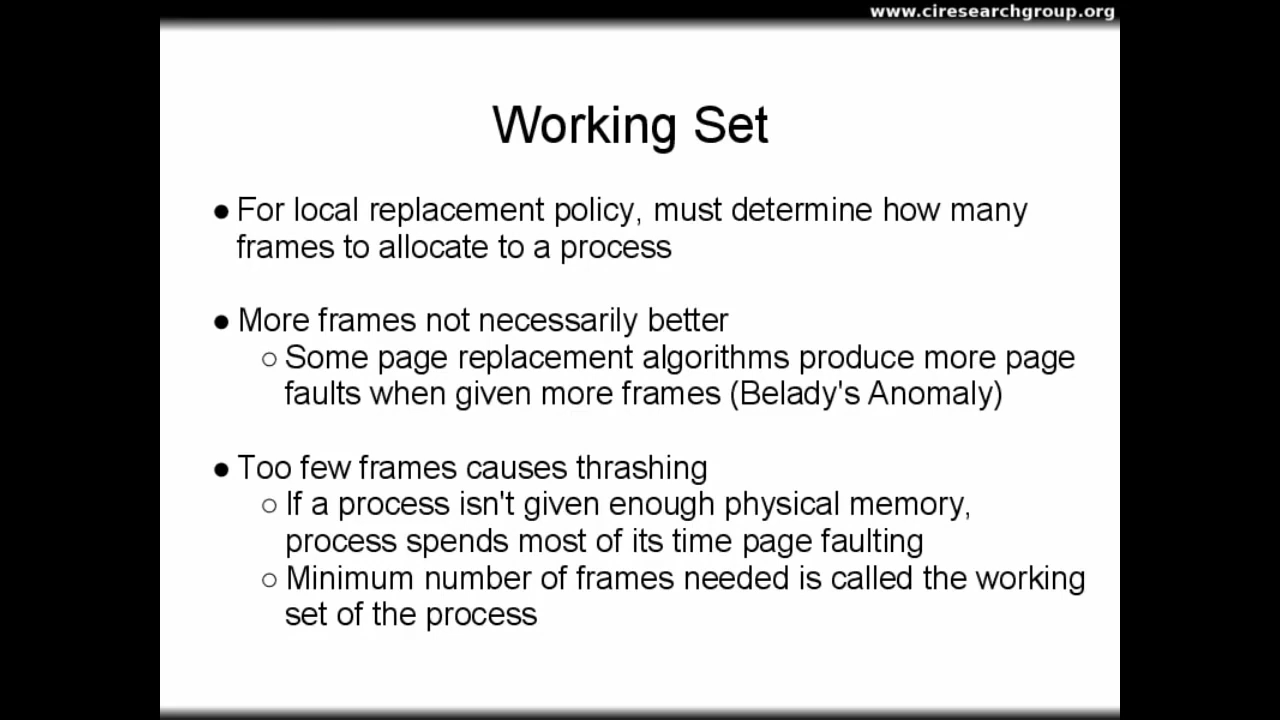 www.ciresearchgroup.org
Working Set
● For local replacement policy, must determine how many
frames to allocate to a process
● More frames not necessarily better
○ Some page replacement algorithms produce more page
faults when given more frames (Belady's Anomaly)
● Too few frames causes thrashing
○ If a process isn't given enough physical memory,
process spends most of its time page faulting
○ Minimum number of frames needed is called the working
set of the process